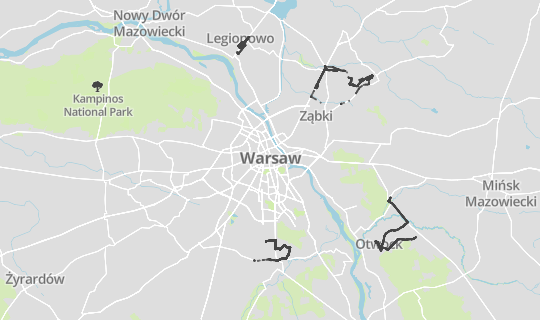 Nowy Dwór
Mazowiecki
Legionowo
Kampinos
National Park
Ząbki
Warsaw
Mińsk
Mazowiecki
Otwock
Żyrardów